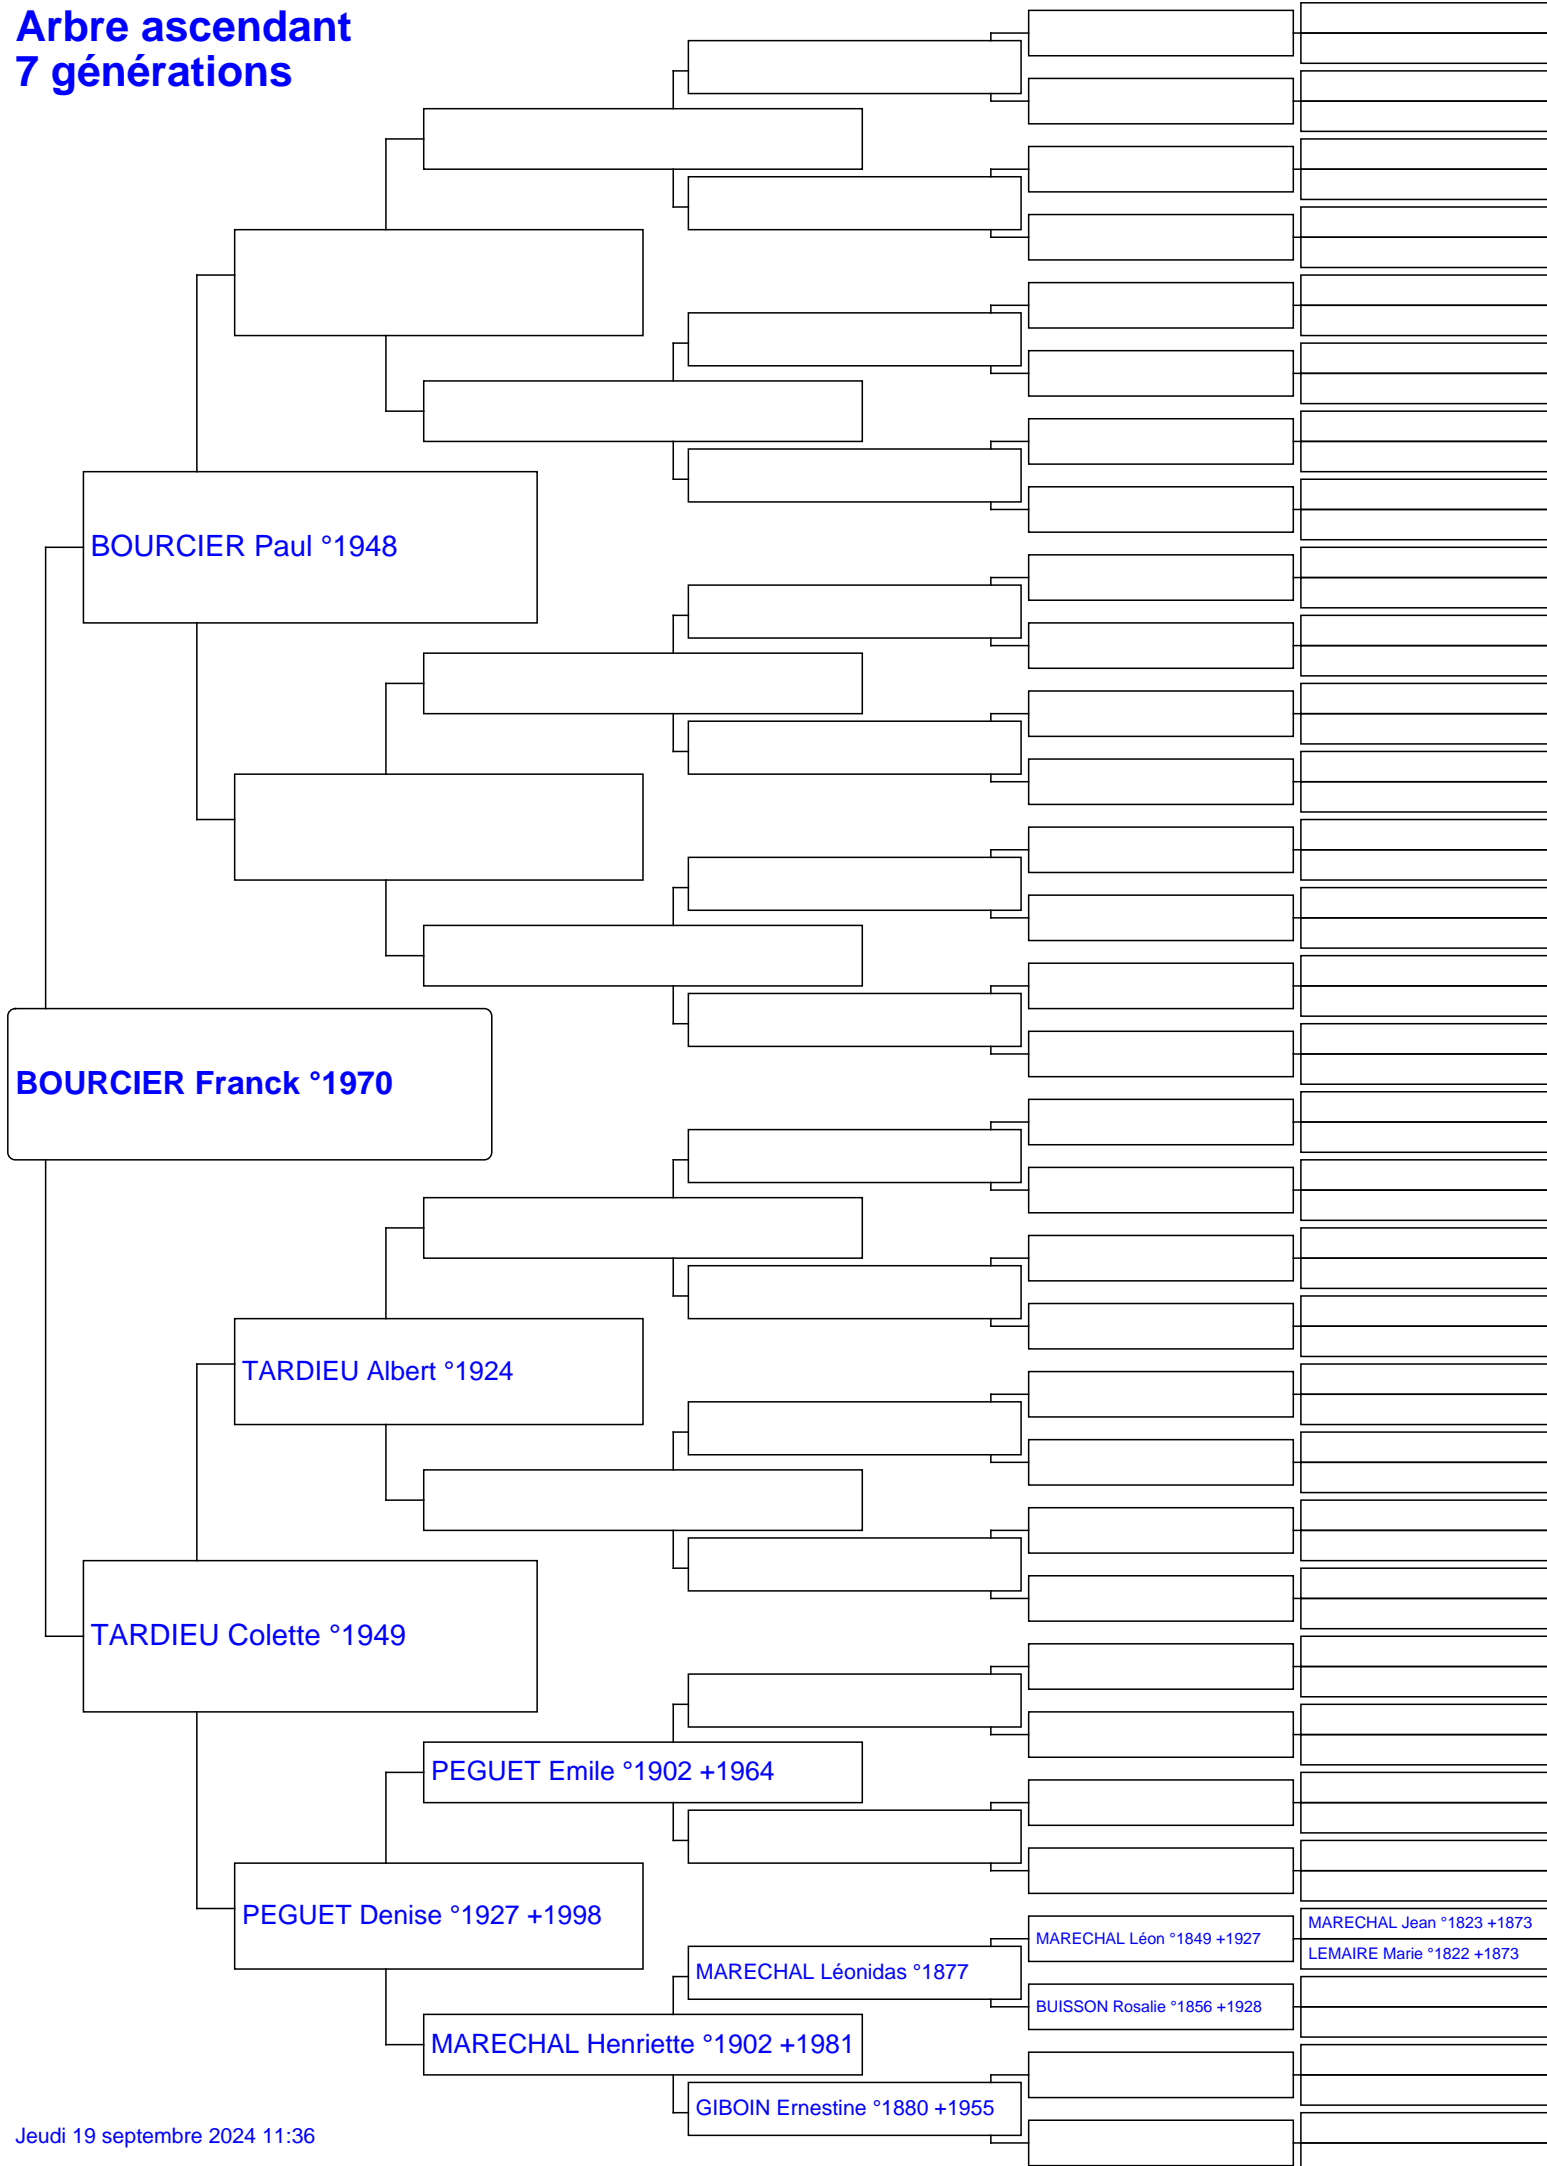 Arbre ascendant
7 générations
BOURCIER Paul °1948
BOURCIER Franck °1970
TARDIEU Albert °1924
TARDIEU Colette °1949
PEGUET Emile °1902 +1964
PEGUET Denise °1927 +1998
MARECHAL Jean °1823 +1873
MARECHAL Léon °1849 +1927
LEMAIRE Marie °1822 +1873
MARECHAL Léonidas °1877
BUISSON Rosalie °1856 +1928
MARECHAL Henriette °1902 +1981
GIBOIN Ernestine °1880 +1955
Jeudi 19 septembre 2024 11:36